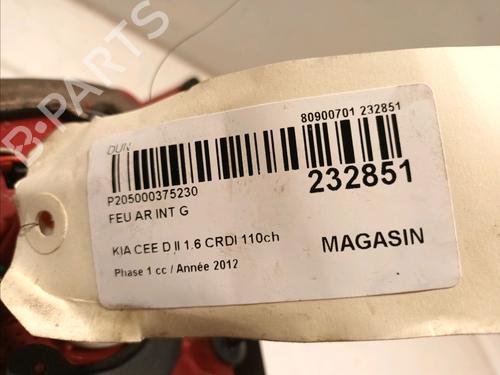 80900701 232851
DUN
P205000375230
232851
FEU AR INT G
KIA CEE D II 1.6 CRDI 110ch
MAGASIN
Phase 1 cc / Année 2012
B-PARTS